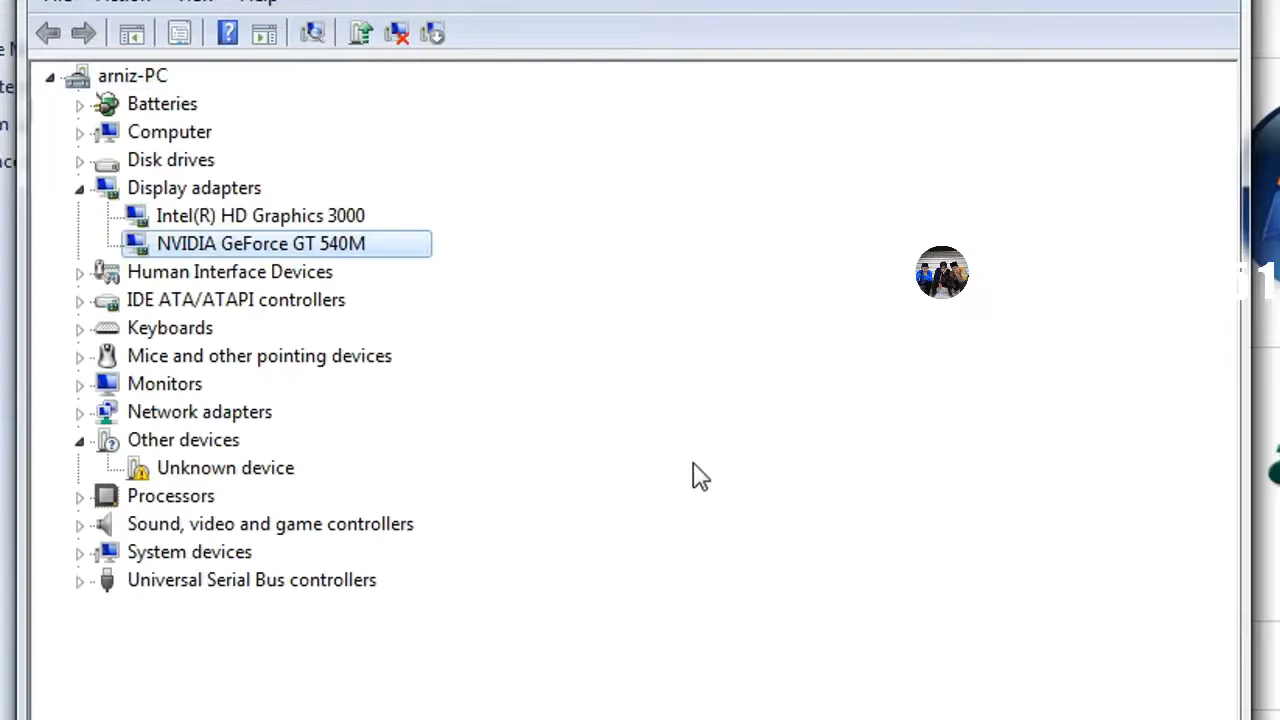 arniz-PC
Batteries
Computer
Disk drives
Display adapters
Intel(R) HD Graphics 3000
NVIDIA GeForce GT 540M
Human Interface Devices
IDE ATA/ATAPI controllers
Keyboards
Mice and other pointing devices
Monitors
Network adapters
Other devices
Unknown device
Processors
Sound, video and game controllers
System devices
Universal Serial Bus controllers